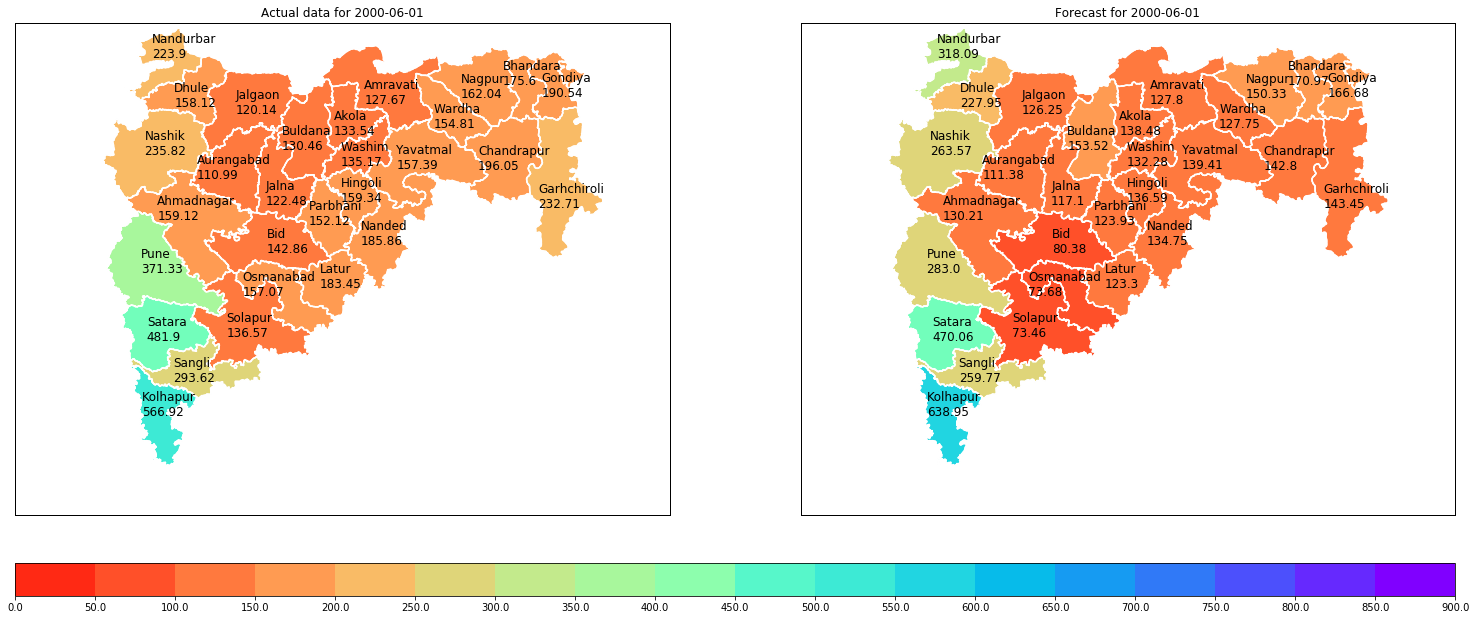 Actual data for 2000-06-01
Nandurbar
223.9
Dhule
158.12
Jalgaon
120.14
Amravati
127.67
Nagpur
162.04
Bhandara
175.6
Gondiya
190.54
Wardha
154.81
Akola
133.54
Buldana
130.46
Nashik
235.82
Washim
135.17
Yavatmal
157.39
Chandrapur
196.05
Aurangabad
110.99
Jalna
122.48
Hingoli
159.34
Garhchiroli
232.71
Ahmadnagar
159.12
Parbhani
152.12
Nanded
185.86
Bid
142.86
Pune
371.33
Osmanabad
157.07
Latur
183.45
Satara
481.9
Solapur
136.57
Sangli
293.62
Kolhapur
566.92
Forecast for 2000-06-01
Nandurbar
318.09
Dhule
227.95
Jalgaon
126.25
Amravati
127.8
Nagpur
150.33
Bhandara
170.97
Gondiya
166.68
Wardha
127.75
Akola
138.48
Buldana
153.52
Nashik
263.57
Washim
132.28
Yavatmal
139.41
Chandrapur
142.8
Aurangabad
111.38
Jalna
117.1
Hingoli
136.59
Garhchiroli
143.45
Ahmadnagar
130.21
Parbhani
123.93
Nanded
134.75
Bid
80.38
Pune
283.0
Osmanabad
73.68
Latur
123.3
Satara
470.06
Solapur
73.46
Sangli
259.77
Kolhapur
638.95
0.0 50.0 100.0 150.0 200.0 250.0 300.0 350.0 400.0 450.0 500.0 550.0 600.0 650.0 700.0 750.0 800.0 850.0 900.0